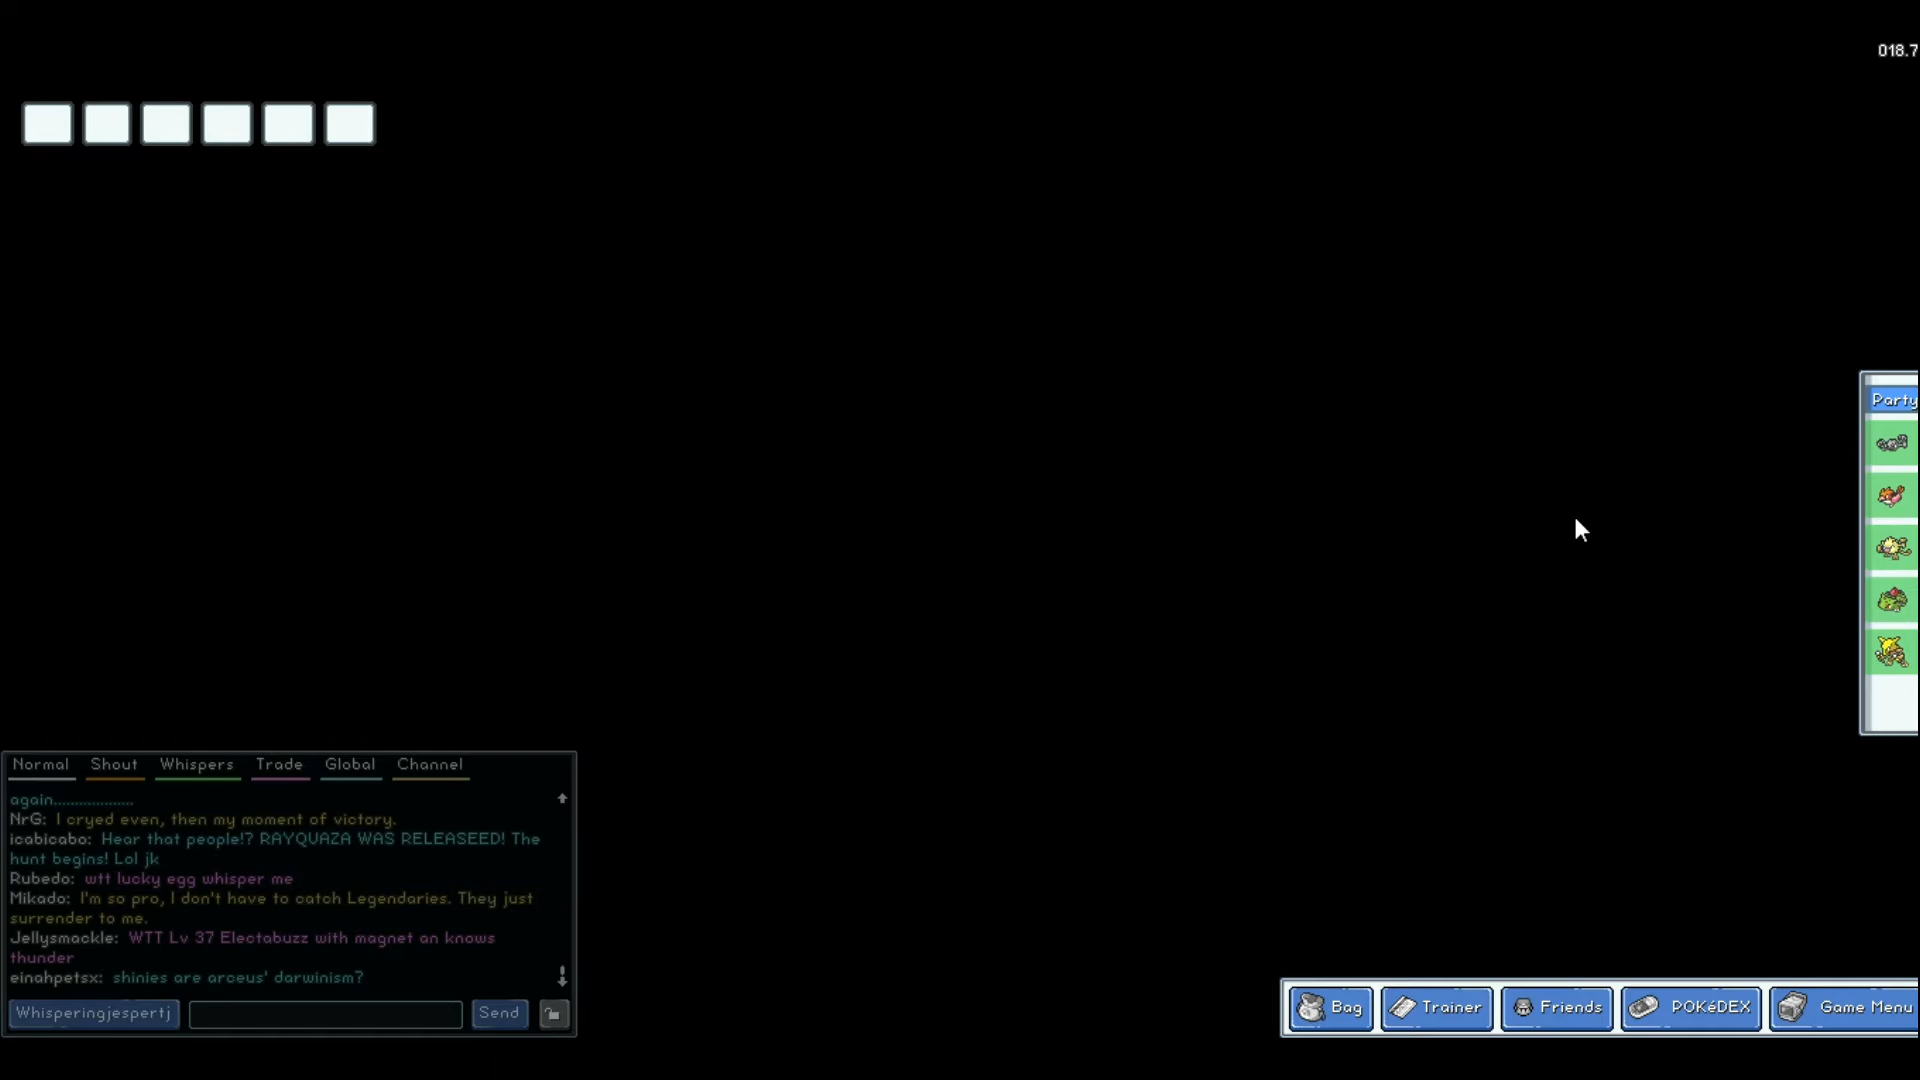 018.7
Party
Normal Shout Whispers Trade Global Channel
again...................
NrG: I cryed even, then my moment of victory.
icabicabo: Hear that people!? RAYQUAZA WAS RELEASEED! The
hunt begins! Lol jk
Rubedo: wtt lucky egg whisper me
Mikado: I'm so pro, I don't have to catch Legendaries. They just
surrender to me.
Jellysmackle: WTT Lv 37 Electabuzz with magnet an knows
thunder
einahpetsx: shinies are arceus' darwinism?
Whisperingjespertj Send
Bag Trainer Friends POKéDEX Game Menu